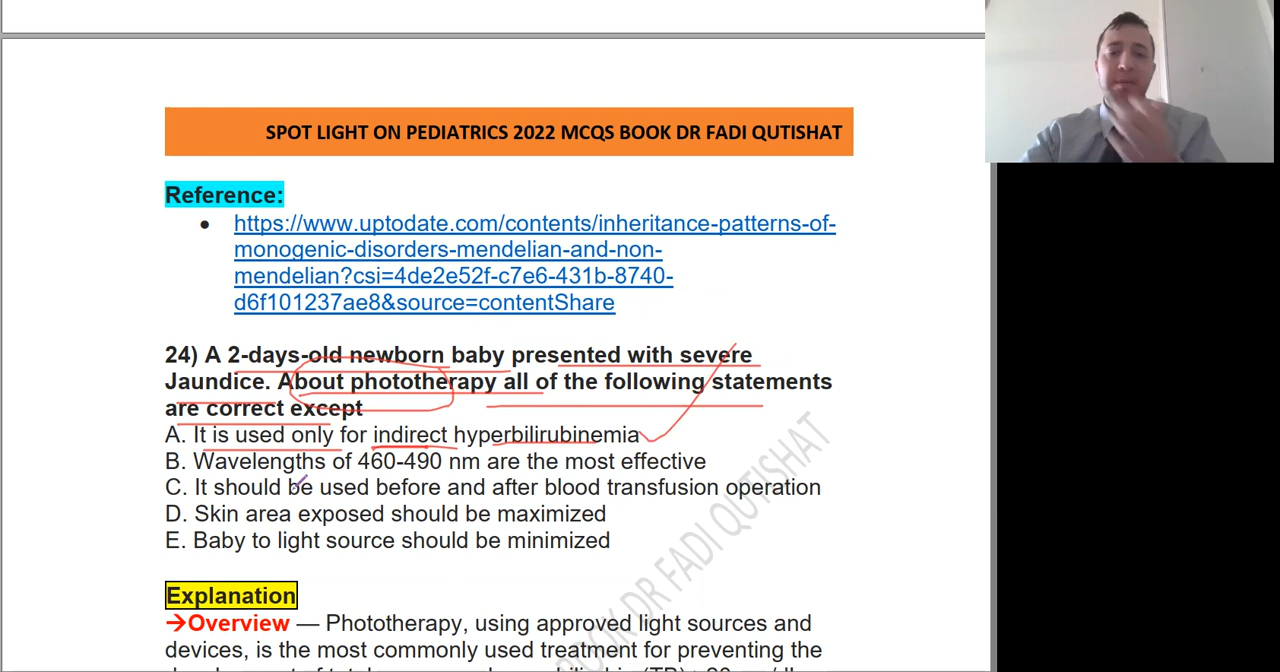 SPOT LIGHT ON PEDIATRICS 2022 MCQS BOOK DR FADI QUTISHAT
Reference:
• https://www.uptodate.com/contents/inheritance-patterns-of-
monogenic-disorders-mendelian-and-non-
mendelian?csi=4de2e52f-c7e6-431b-8740-
d6f101237ae8&source=contentShare
24) A 2-days-old newborn baby presented with severe
Jaundice. About phototherapy all of the following statements
are correct except
A. It is used only for indirect hyperbilirubinemia
B. Wavelengths of 460-490 nm are the most effective
C. It should be used before and after blood transfusion operation
D. Skin area exposed should be maximized
E. Baby to light source should be minimized
Explanation
→Overview — Phototherapy, using approved light sources and
devices, is the most commonly used treatment for preventing the
BOOK DR FADI QUTISHAT